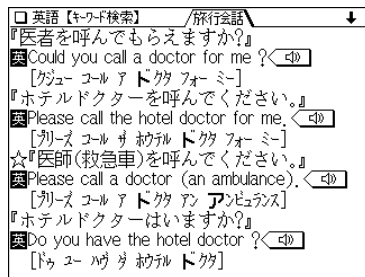 英語【キーワード検索】 旅行会話
『医者を呼んでもらえますか?』
英Could you call a doctor for me ?
[クジュー コール ア ドクタ フォー ミー]
『ホテルドクターを呼んでください。』
英Please call the hotel doctor for me.
[プリーズ コール ザ ホウテル ドクタ フォー ミー]
☆『医師(救急車)を呼んでください。』
英Please call a doctor (an ambulance).
[プリーズ コール ア ドクタ アン アンビュランス]
『ホテルドクターはいますか?』
英Do you have the hotel doctor ?
[ドゥ ユー ハヴ ダ ホウテル ドクタ]